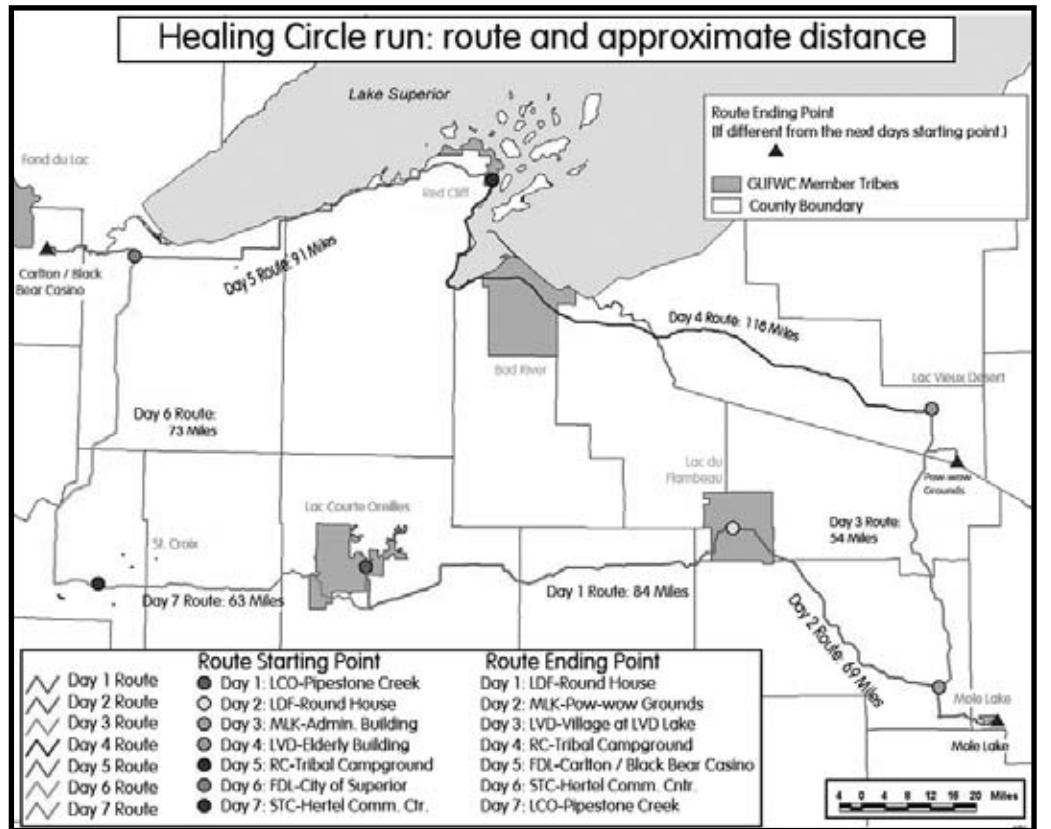 Healing Circle run: route and approximate distance
Lake Superior
Route Ending Point
(If different from the next days starting point.)
GLIFWC Member Tribes
County Boundary
Fond du Lac
Red Cliff
Carlton / Black
Bear Casino
Day 5 Route: 91 Miles
Day 4 Route: 118 Miles
Bad River
Lac Vieux Desert
Day 6 Route:
73 Miles
Lac du
Flambeau
Pow-wow
Grounds
Lac Courte Oreilles
St. Croix
Day 3 Route:
54 Miles
Day 7 Route: 63 Miles
Day 1 Route: 84 Miles
Day 2 Route: 69 Miles
Mole Lake
Mole Lake
Day 1 Route
Day 2 Route
Day 3 Route
Day 4 Route
Day 5 Route
Day 6 Route
Day 7 Route
Route Starting Point
Day 1: LCO-Pipestone Creek
Day 2: LDF-Round House
Day 3: MLK-Admin. Building
Day 4: LVD-Elderly Building
Day 5: RC-Tribal Campground
Day 6: FDL-City of Superior
Day 7: STC-Hertel Comm. Ctr.
Route Ending Point
Day 1: LDF-Round House
Day 2: MLK-Pow-wow Grounds
Day 3: LVD-Village at LVD Lake
Day 4: RC-Tribal Campground
Day 5: FDL-Carlton / Black Bear Casino
Day 6: STC-Hertel Comm. Cntr.
Day 7: LCO-Pipestone Creek
4 0 4 8 12 16 20 Miles